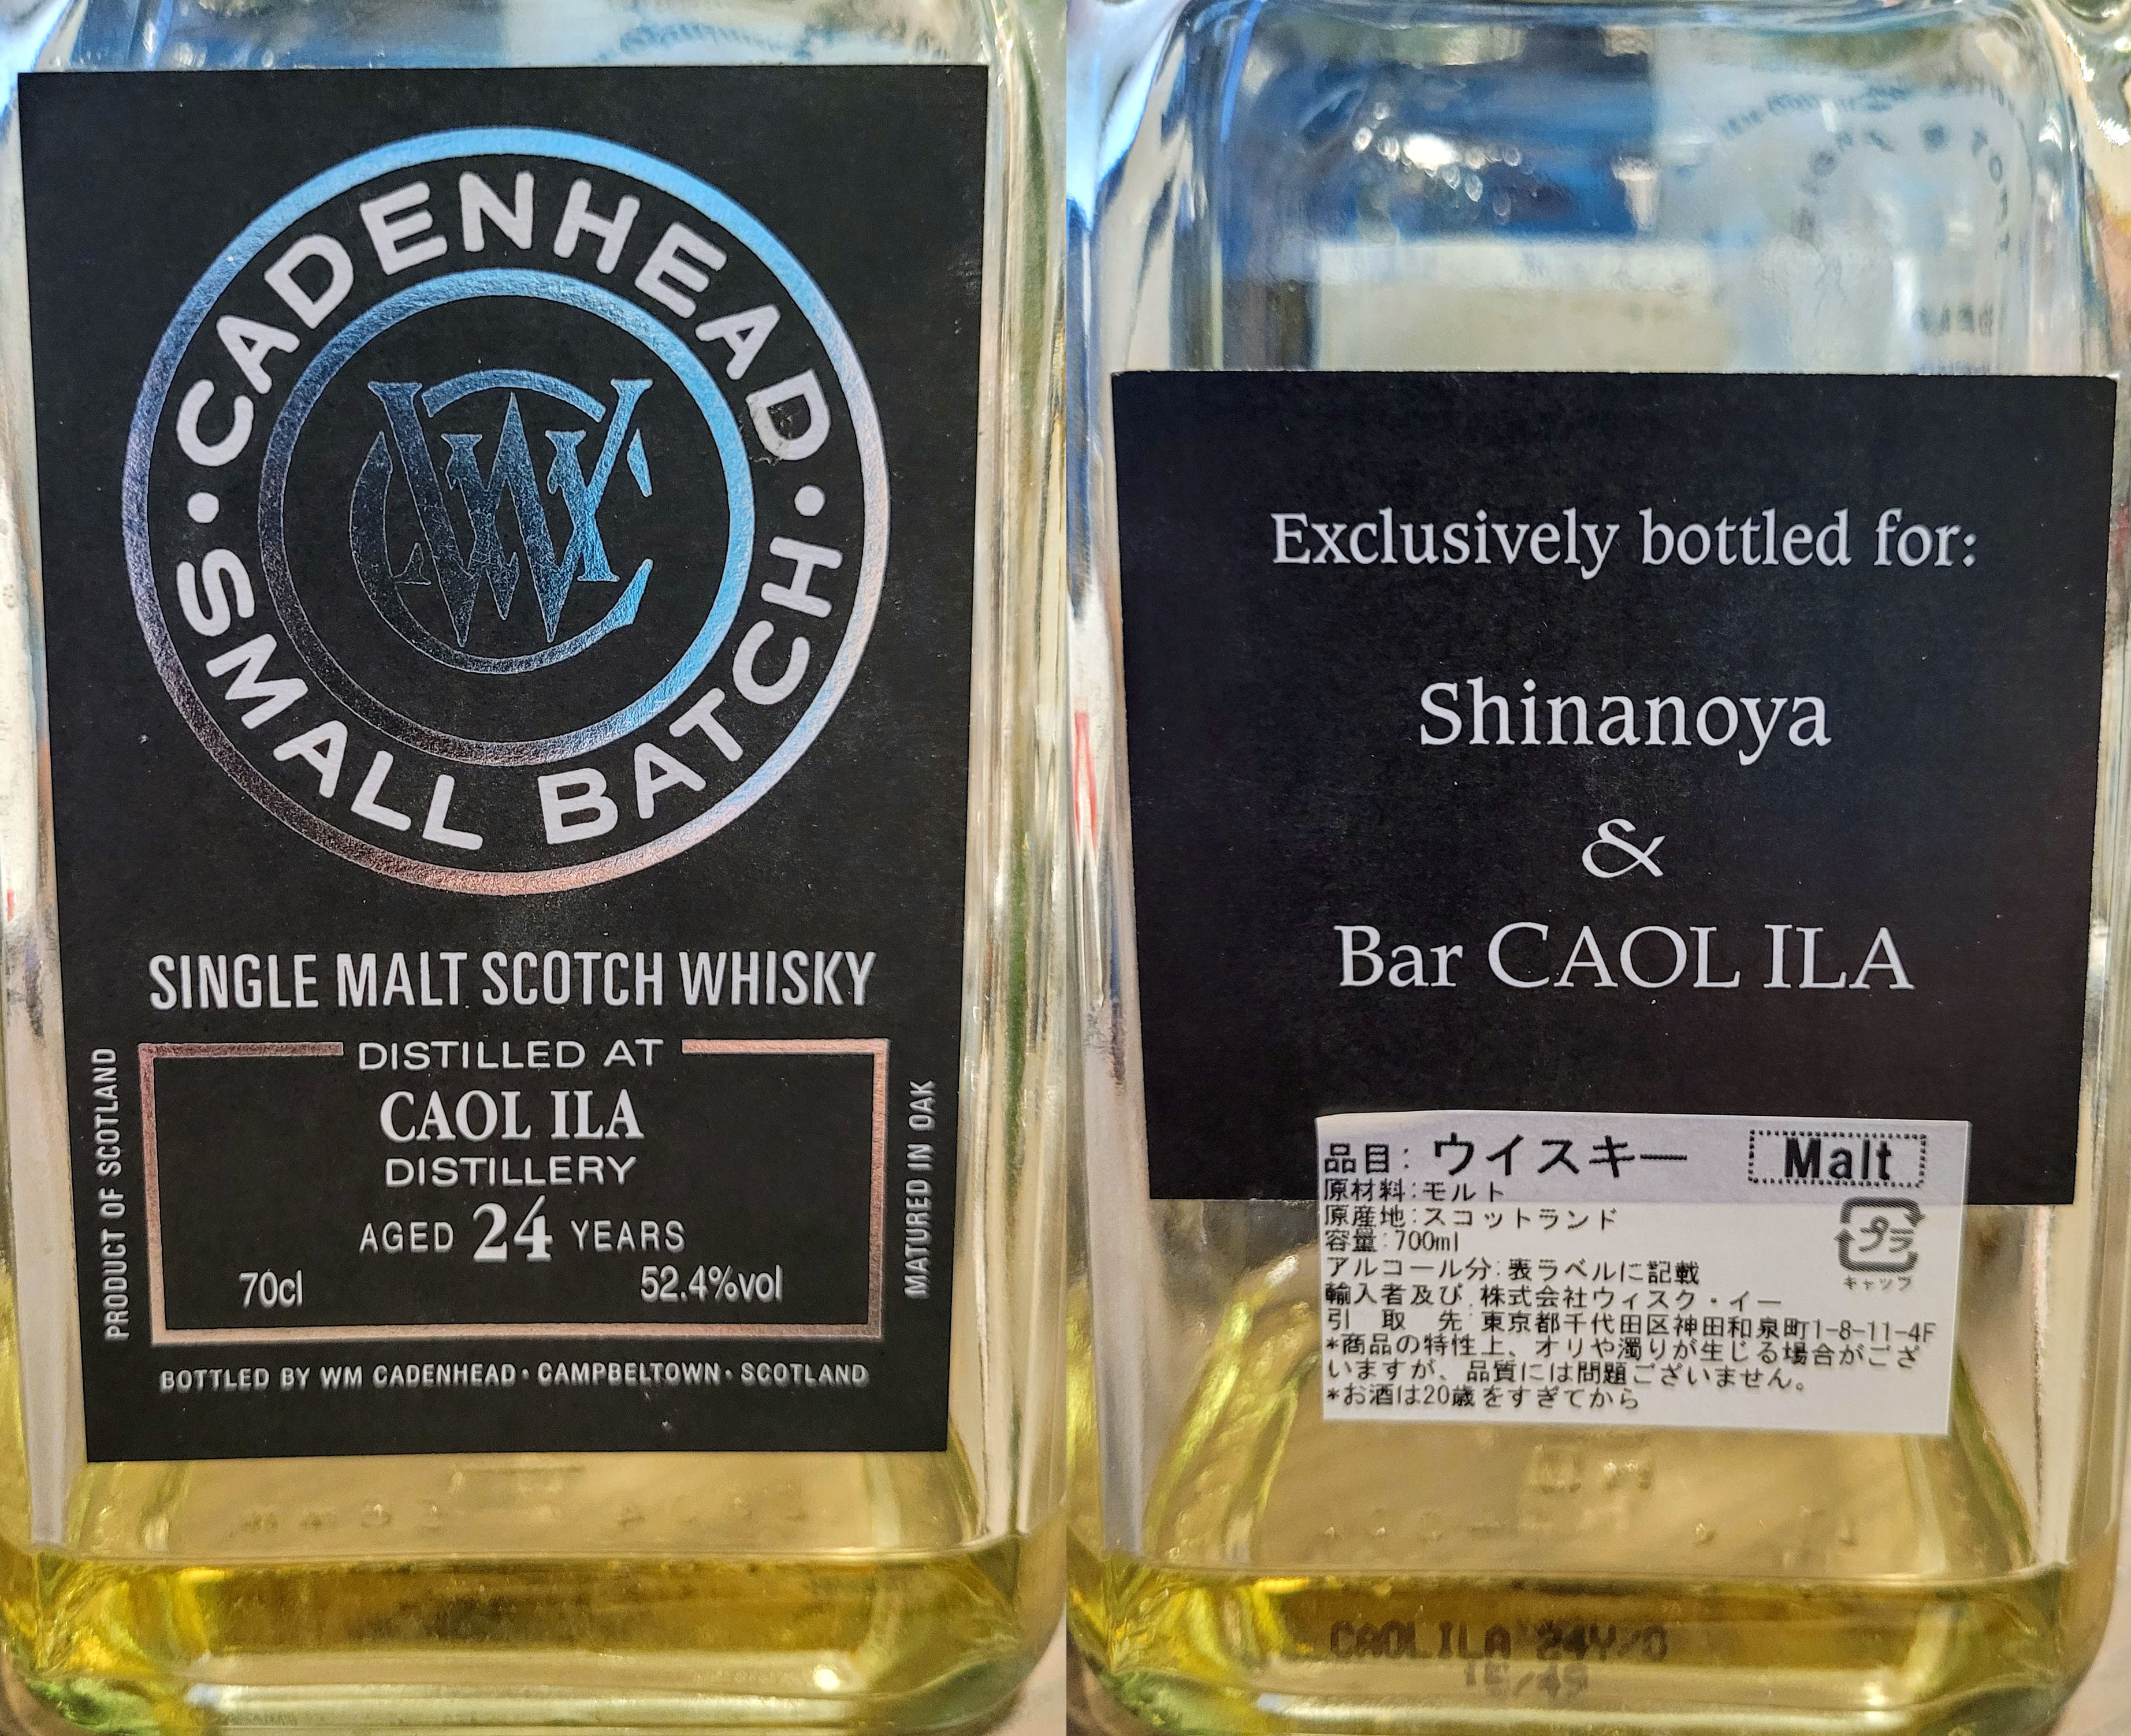 CADENHEAD
· SMALL BATCH ·
WC
SINGLE MALT SCOTCH WHISKY
PRODUCT OF SCOTLAND
DISTILLED AT
CAOL ILA
DISTILLERY
AGED 24 YEARS
70cl 52.4%vol
MATURED IN OAK
BOTTLED BY WM CADENHEAD · CAMPBELTOWN · SCOTLAND
Exclusively bottled for:
Shinanoya
&
Bar CAOL ILA
品目: ウイスキー Malt
原材料:モルト
原産地:スコットランド
容量:700ml
プラ
キャップ
アルコール分:表ラベルに記載
輸入者及び 株式会社ウィスク・イー
引 取 先:東京都千代田区神田和泉町1-8-11-4F
*商品の特性上、オリや濁りが生じる場合がござ
いますが、品質には問題ございません。
*お酒は20歳をすぎてから
CAOLILA 24Y/O